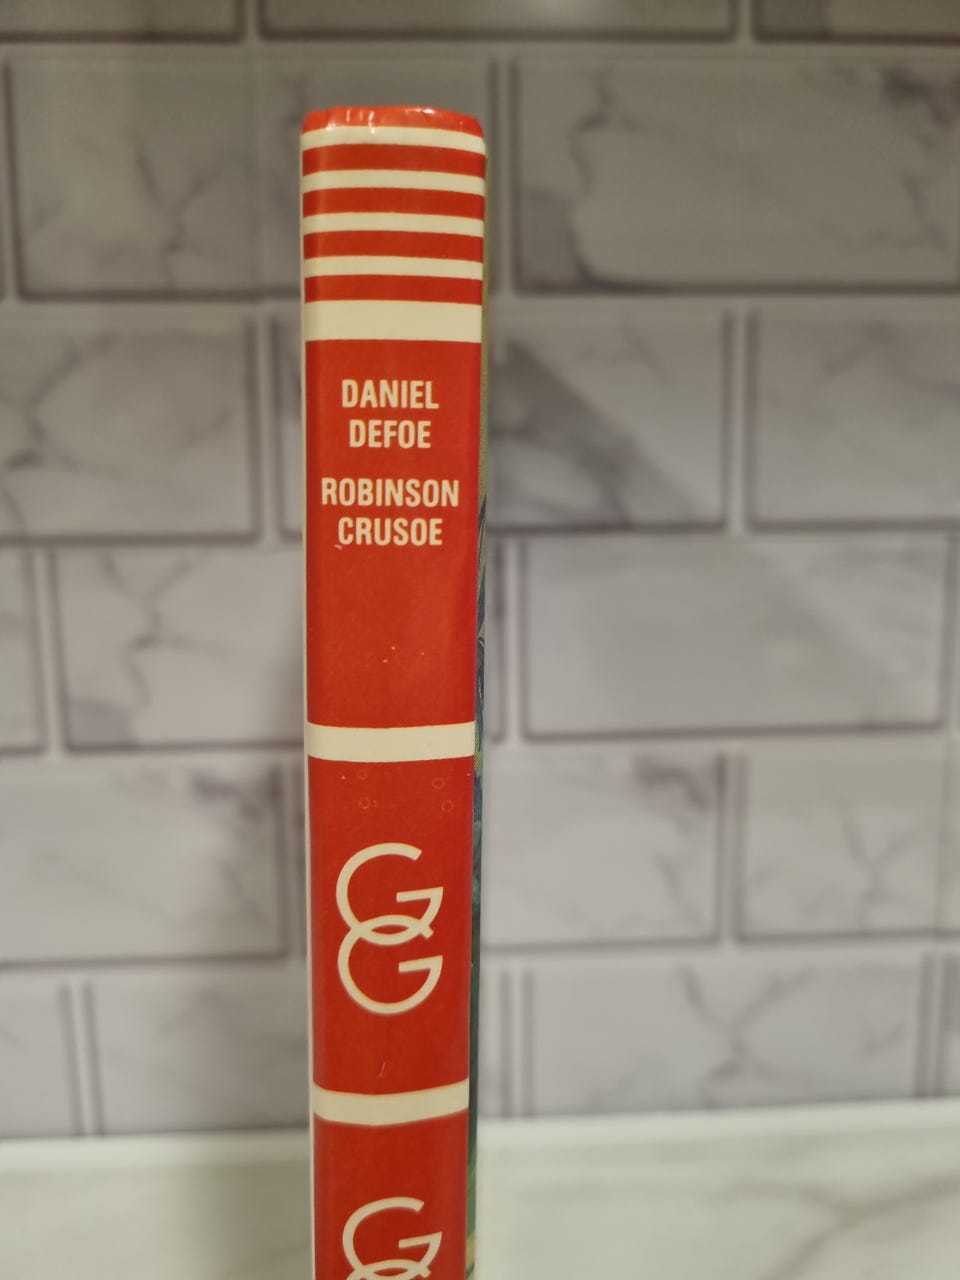 DANIEL
DEFOE
ROBINSON
CRUSOE
G
G
G
G